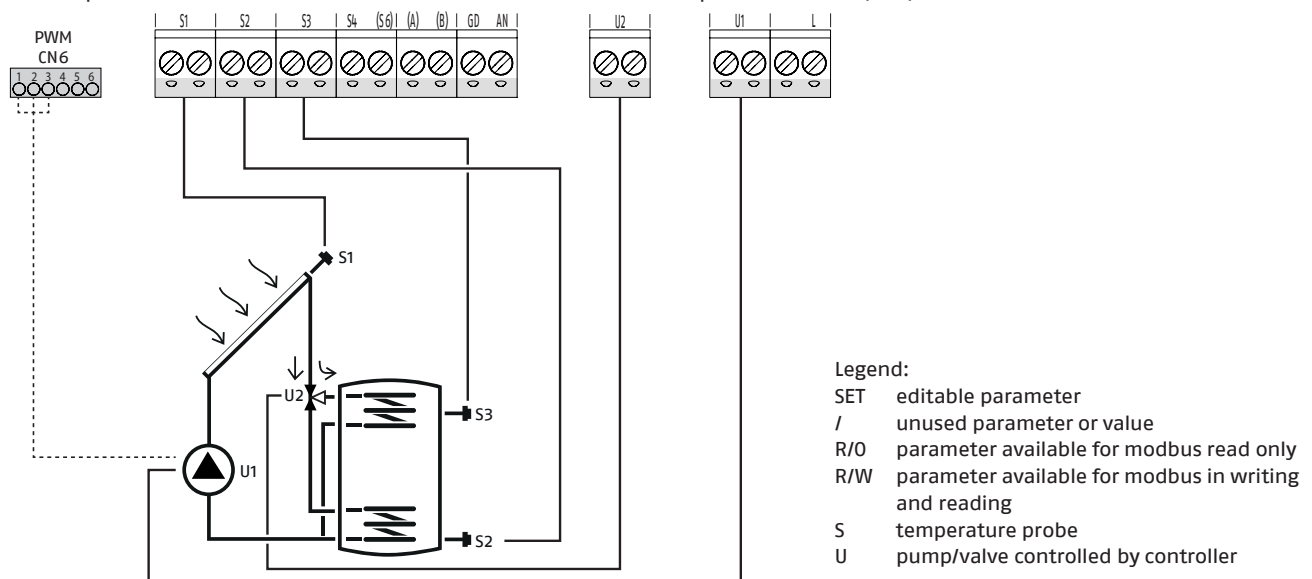 S1 S2 S3 S4 (S6) (A) (B) GD AN U2 U1 L
PWM
CN6
1 2 3 4 5 6
S1
U2
S3
U1
S2
Legend:
SET editable parameter
/ unused parameter or value
R/O parameter available for modbus read only
R/W parameter available for modbus in writing
and reading
S temperature probe
U pump/valve controlled by controller